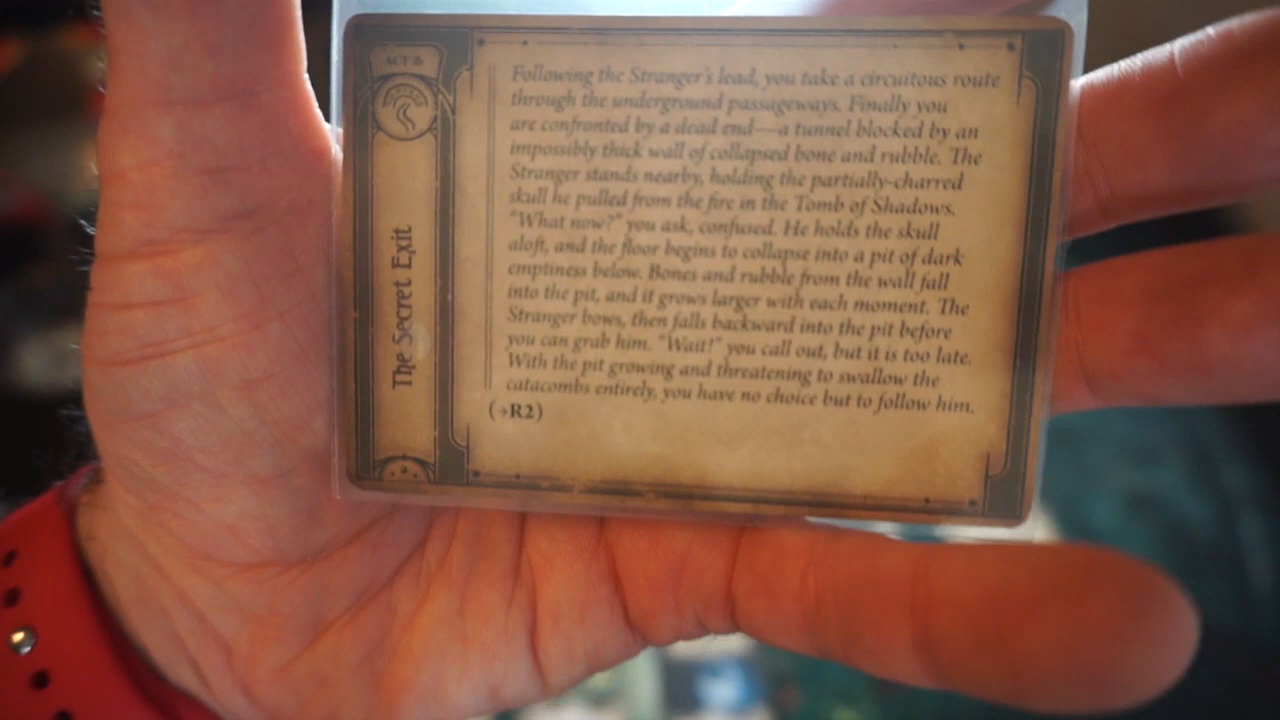 ACT 1b
The Secret Exit
Following the Stranger's lead, you take a circuitous route
through the underground passageways. Finally you
are confronted by a dead end—a tunnel blocked by an
impossibly thick wall of collapsed bone and rubble. The
Stranger stands nearby, holding the partially-charred
skull he pulled from the fire in the Tomb of Shadows.
"What now?" you ask, confused. He holds the skull
aloft, and the floor begins to collapse into a pit of dark
emptiness below. Bones and rubble from the wall fall
into the pit, and it grows larger with each moment. The
Stranger bows, then falls backward into the pit before
you can grab him. "Wait!" you call out, but it is too late.
With the pit growing and threatening to swallow the
catacombs entirely, you have no choice but to follow him.
(→R2)